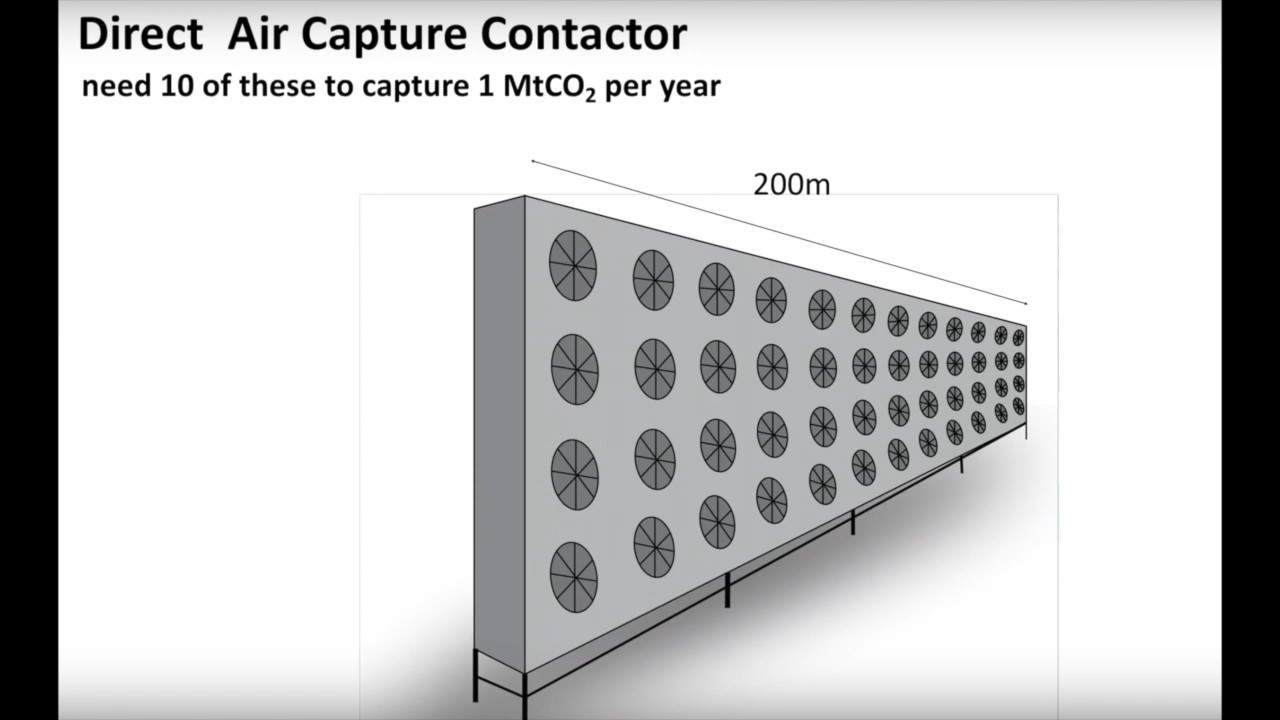 Direct Air Capture Contactor
need 10 of these to capture 1 MtCO₂ per year
200m